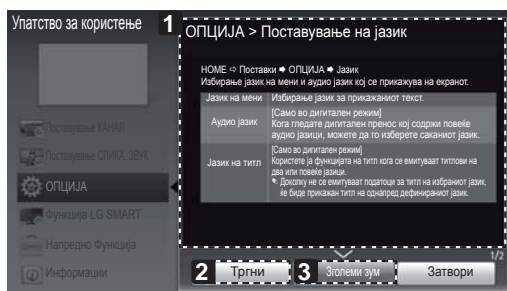 Упатство за користење
1
ОПЦИЈА > Поставување на јазик
HOME ⇨ Поставки ➡ ОПЦИЈА ➡ Јазик
Избирање јазик на мени и аудио јазик кој се прикажува на екранот.
Јазик на мени Избирање јазик за прикажаниот текст.
Аудио јазик
[Само во дигитален режим]
Кога гледате дигитален пренос кој содржи повеќе
аудио јазици, можете да го изберете саканиот јазик.
Јазик на титл
[Само во дигитален режим]
Користете ја функцијата на титл кога се емитуваат титлови на
два или повеќе јазици.
✎ Доколку не се емитуваат податоци за титл на избраниот јазик,
ќе биде прикажан титл на однапред дефинираниот јазик.
Поставување КАНАЛ
Поставување СЛИКА, ЗВУК
ОПЦИЈА
Функција LG SMART
Напредно Функција
Информации
1/2
2 Тргни
3 Зголеми зум
Затвори